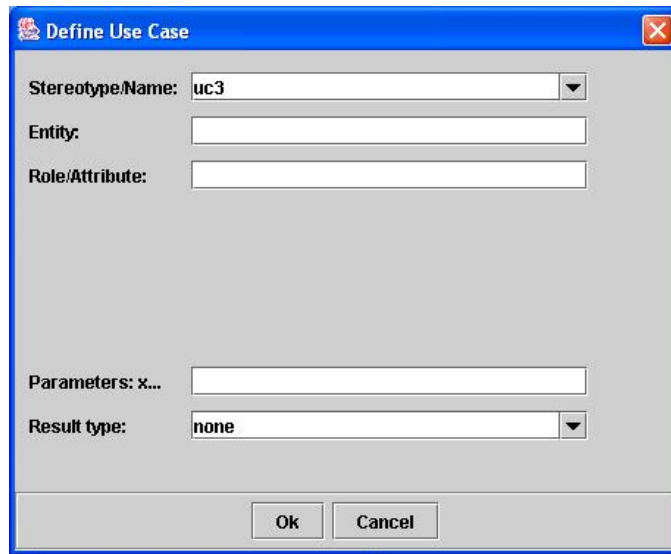 Define Use Case
Stereotype/Name: uc3
Entity:
Role/Attribute:
Parameters: x...
Result type: none
Ok Cancel